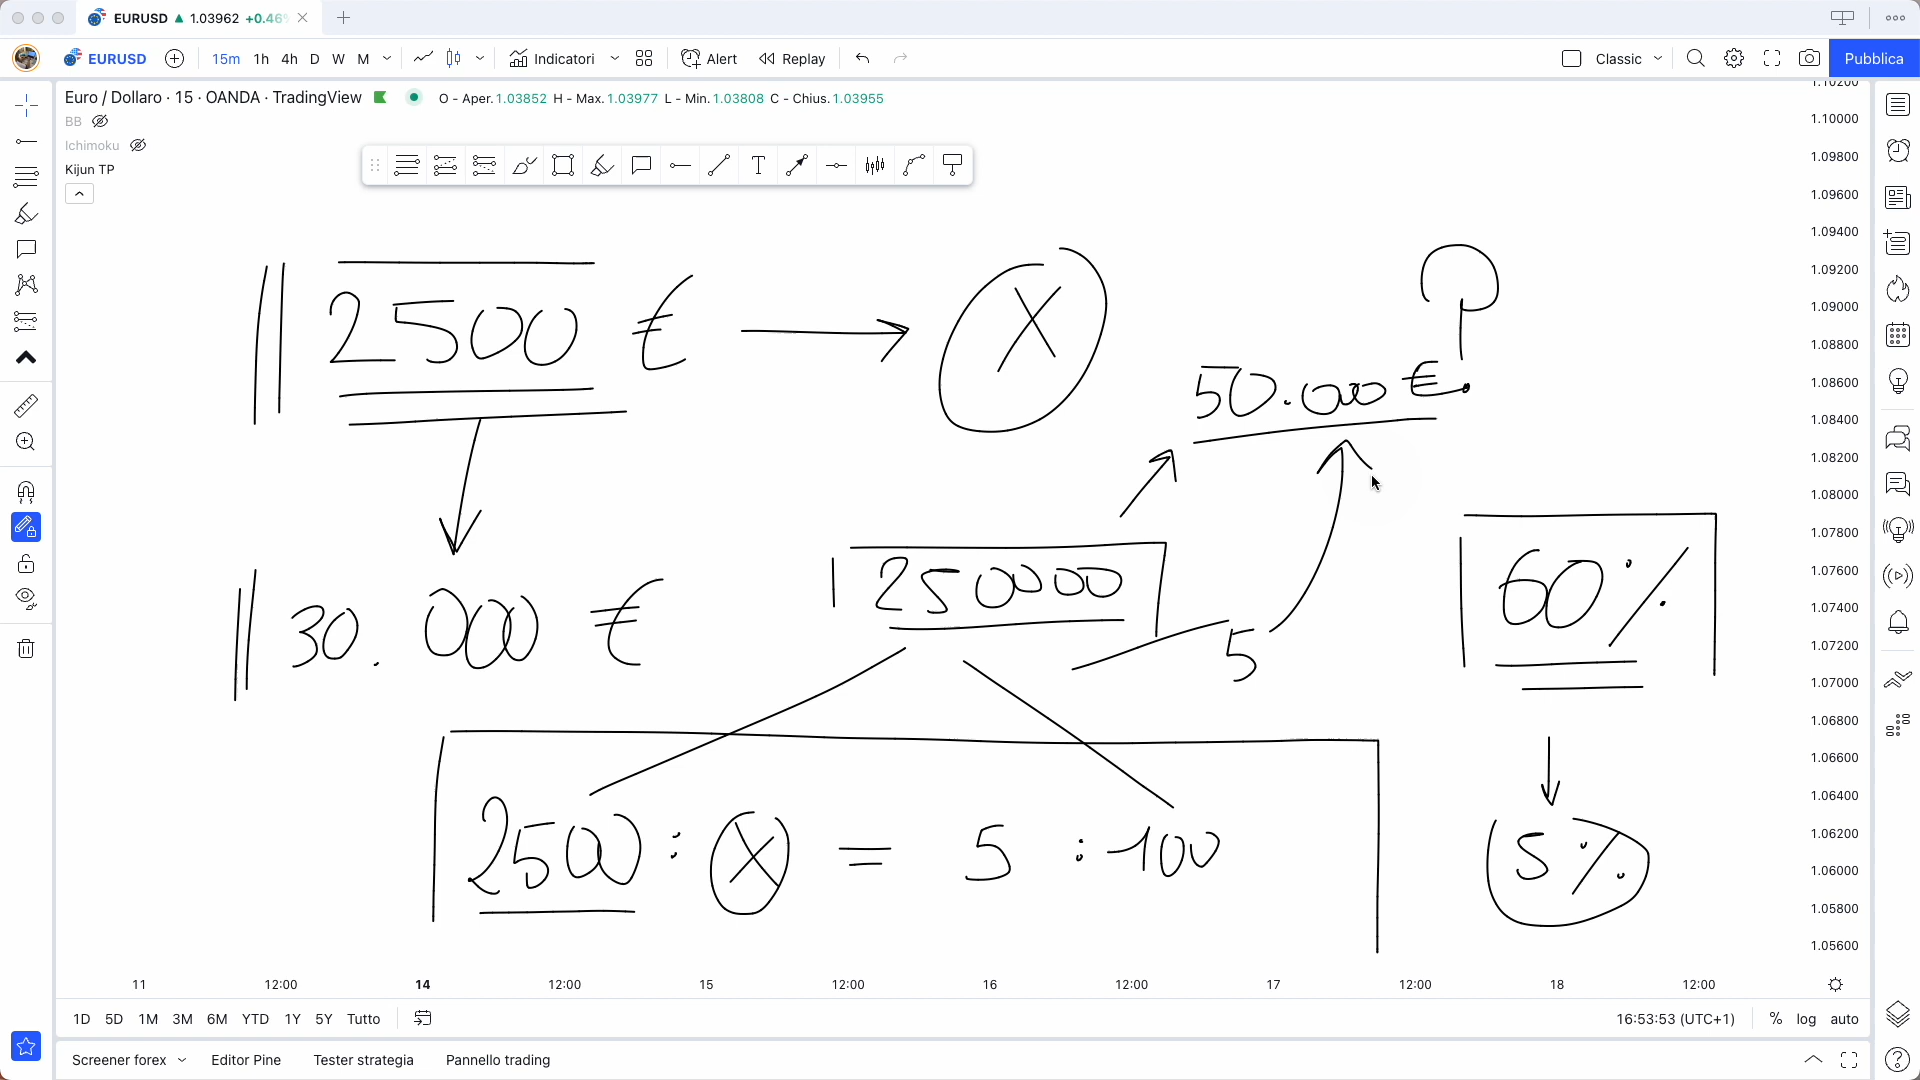 EURUSD ▲ 1.03962 +0.46%
EURUSD 15m 1h 4h D W M Indicatori Alert Replay Classic Pubblica
Euro / Dollaro · 15 · OANDA · TradingView O - Aper. 1.03852 H - Max. 1.03977 L - Min. 1.03808 C - Chius. 1.03955
BB
Ichimoku
Kijun TP
T
2500 € → X
50.000 €.
30.000 €
250000
5
60%
2500 : X = 5 : 100
5%
1.10200
1.10000
1.09800
1.09600
1.09400
1.09200
1.09000
1.08800
1.08600
1.08400
1.08200
1.08000
1.07800
1.07600
1.07400
1.07200
1.07000
1.06800
1.06600
1.06400
1.06200
1.06000
1.05800
1.05600
11 12:00 14 12:00 15 12:00 16 12:00 17 12:00 18 12:00
1D 5D 1M 3M 6M YTD 1Y 5Y Tutto 16:53:53 (UTC+1) % log auto
Screener forex Editor Pine Tester strategia Pannello trading